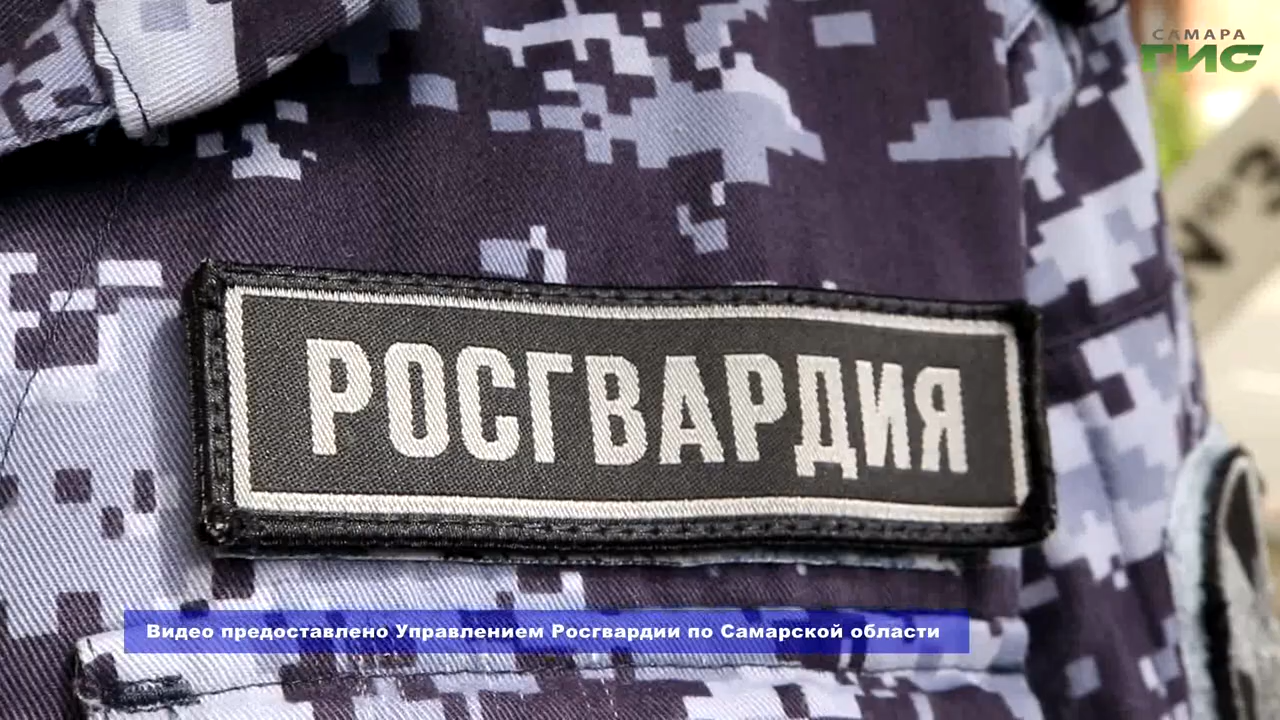 САМАРА
ГИС
РОСГВАРДИЯ
Видео предоставлено Управлением Росгвардии по Самарской области